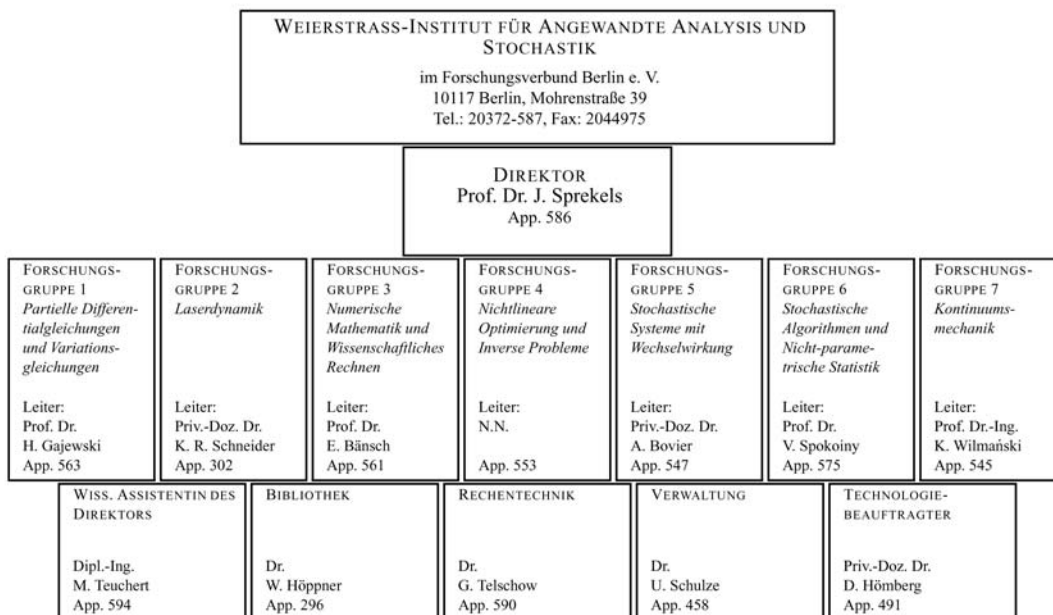 WEIERSTRASS-INSTITUT FÜR ANGEWANDTE ANALYSIS UND
STOCHASTIK
im Forschungsverbund Berlin e. V.
10117 Berlin, Mohrenstraße 39
Tel.: 20372-587, Fax: 2044975
DIREKTOR
Prof. Dr. J. Sprekels
App. 586
FORSCHUNGS-
GRUPPE 1
Partielle Differen-
tialgleichungen
und Variations-
gleichungen
Leiter:
Prof. Dr.
H. Gajewski
App. 563
FORSCHUNGS-
GRUPPE 2
Laserdynamik
Leiter:
Priv.-Doz. Dr.
K. R. Schneider
App. 302
FORSCHUNGS-
GRUPPE 3
Numerische
Mathematik und
Wissenschaftliches
Rechnen
Leiter:
Prof. Dr.
E. Bänsch
App. 561
FORSCHUNGS-
GRUPPE 4
Nichtlineare
Optimierung und
Inverse Probleme
Leiter:
N.N.
App. 553
FORSCHUNGS-
GRUPPE 5
Stochastische
Systeme mit
Wechselwirkung
Leiter:
Priv.-Doz. Dr.
A. Bovier
App. 547
FORSCHUNGS-
GRUPPE 6
Stochastische
Algorithmen und
Nicht-parame-
trische Statistik
Leiter:
Prof. Dr.
V. Spokoiny
App. 575
FORSCHUNGS-
GRUPPE 7
Kontinuums-
mechanik
Leiter:
Prof. Dr.-Ing.
K. Wilmański
App. 545
WISS. ASSISTENTIN DES
DIREKTORS
Dipl.-Ing.
M. Teuchert
App. 594
BIBLIOTHEK
Dr.
W. Höppner
App. 296
RECHENTECHNIK
Dr.
G. Telschow
App. 590
VERWALTUNG
Dr.
U. Schulze
App. 458
TECHNOLOGIE-
BEAUFTRAGTER
Priv.-Doz. Dr.
D. Hömberg
App. 491